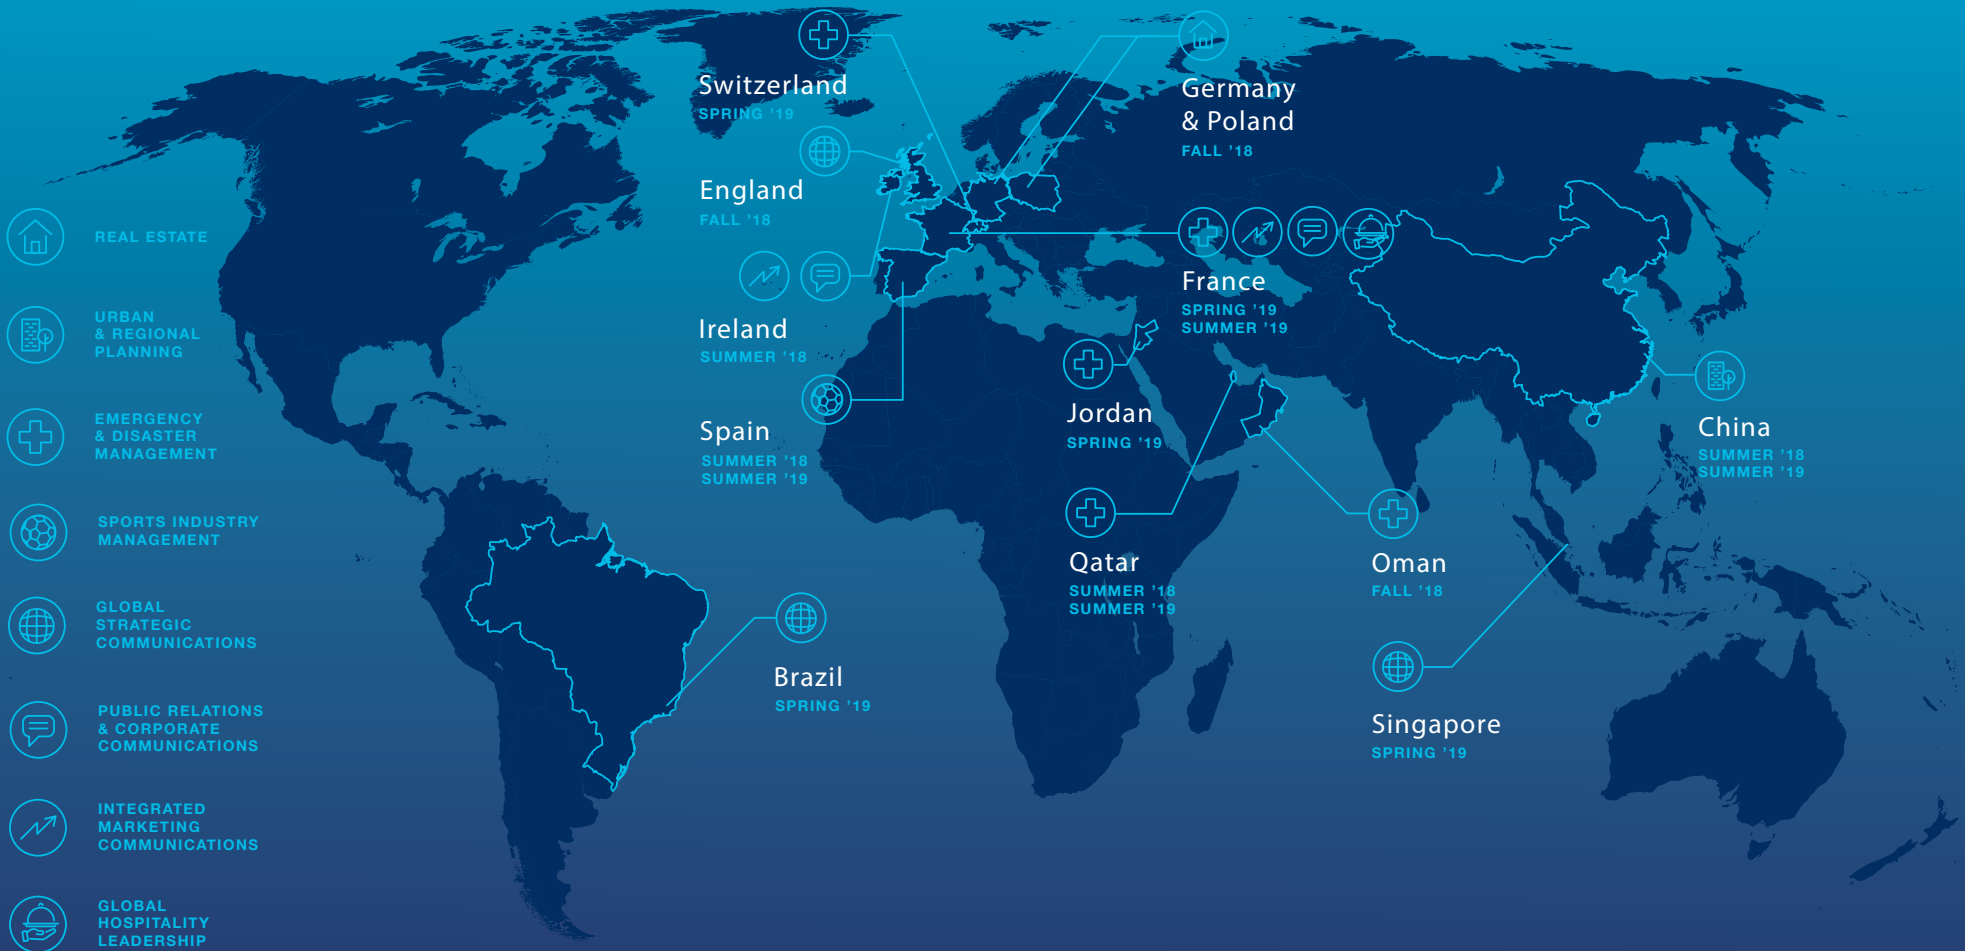 REAL ESTATE
URBAN
& REGIONAL
PLANNING
EMERGENCY
& DISASTER
MANAGEMENT
SPORTS INDUSTRY
MANAGEMENT
GLOBAL
STRATEGIC
COMMUNICATIONS
PUBLIC RELATIONS
& CORPORATE
COMMUNICATIONS
INTEGRATED
MARKETING
COMMUNICATIONS
GLOBAL
HOSPITALITY
LEADERSHIP
Switzerland
SPRING ’19
England
FALL ’18
Ireland
SUMMER ’18
Spain
SUMMER ’18
SUMMER ’19
Brazil
SPRING ’19
Germany
& Poland
FALL ’18
France
SPRING ’19
SUMMER ’19
Jordan
SPRING ’19
Qatar
SUMMER ’18
SUMMER ’19
Oman
FALL ’18
Singapore
SPRING ’19
China
SUMMER ’18
SUMMER ’19